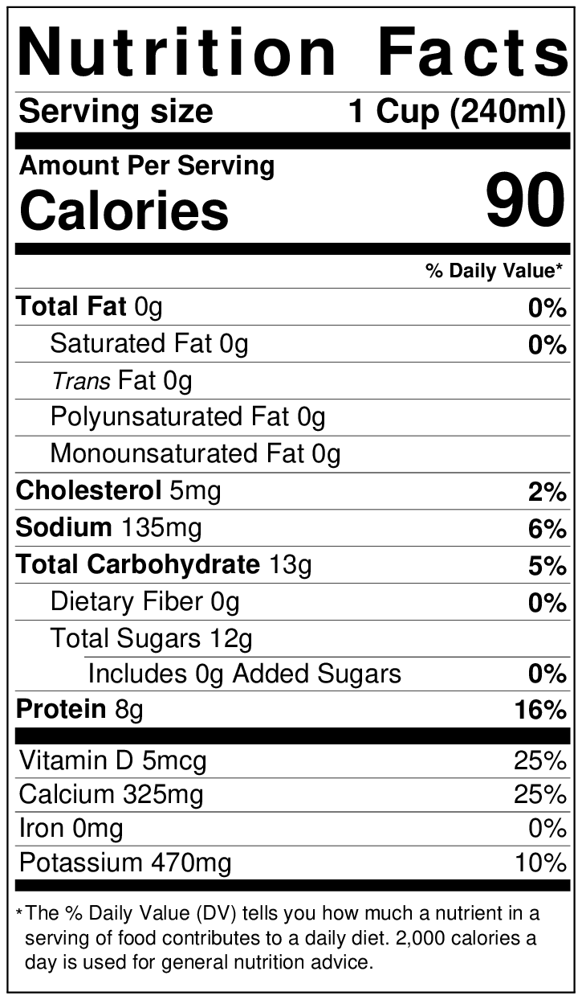 Nutrition Facts
Serving size 1 Cup (240ml)
Amount Per Serving
Calories 90
% Daily Value*
Total Fat 0g 0%
Saturated Fat 0g 0%
Trans Fat 0g
Polyunsaturated Fat 0g
Monounsaturated Fat 0g
Cholesterol 5mg 2%
Sodium 135mg 6%
Total Carbohydrate 13g 5%
Dietary Fiber 0g 0%
Total Sugars 12g
Includes 0g Added Sugars 0%
Protein 8g 16%
Vitamin D 5mcg 25%
Calcium 325mg 25%
Iron 0mg 0%
Potassium 470mg 10%
*The % Daily Value (DV) tells you how much a nutrient in a
serving of food contributes to a daily diet. 2,000 calories a
day is used for general nutrition advice.